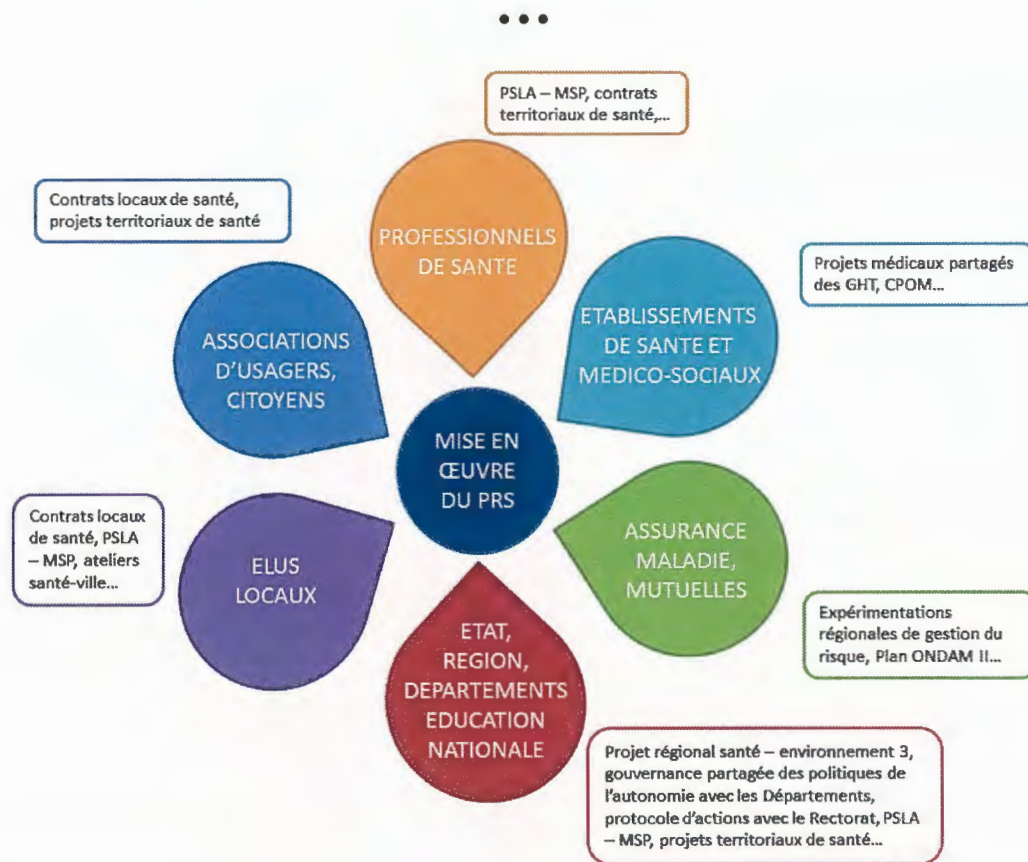 ...
PSLA – MSP, contrats
territoriaux de santé,...
Contrats locaux de santé,
projets territoriaux de santé
PROFESSIONNELS
DE SANTE
Projets médicaux partagés
des GHT, CPOM...
ASSOCIATIONS
D'USAGERS,
CITOYENS
ETABLISSEMENTS
DE SANTE ET
MEDICO-SOCIAUX
MISE EN
ŒUVRE
DU PRS
Contrats locaux
de santé, PSLA
– MSP, ateliers
santé-ville...
ELUS
LOCAUX
ASSURANCE
MALADIE,
MUTUELLES
Expérimentations
régionales de gestion du
risque, Plan ONDAM II...
ETAT,
REGION,
DEPARTEMENTS
EDUCATION
NATIONALE
Projet régional santé – environnement 3,
gouvernance partagée des politiques de
l'autonomie avec les Départements,
protocole d'actions avec le Rectorat, PSLA
– MSP, projets territoriaux de santé...